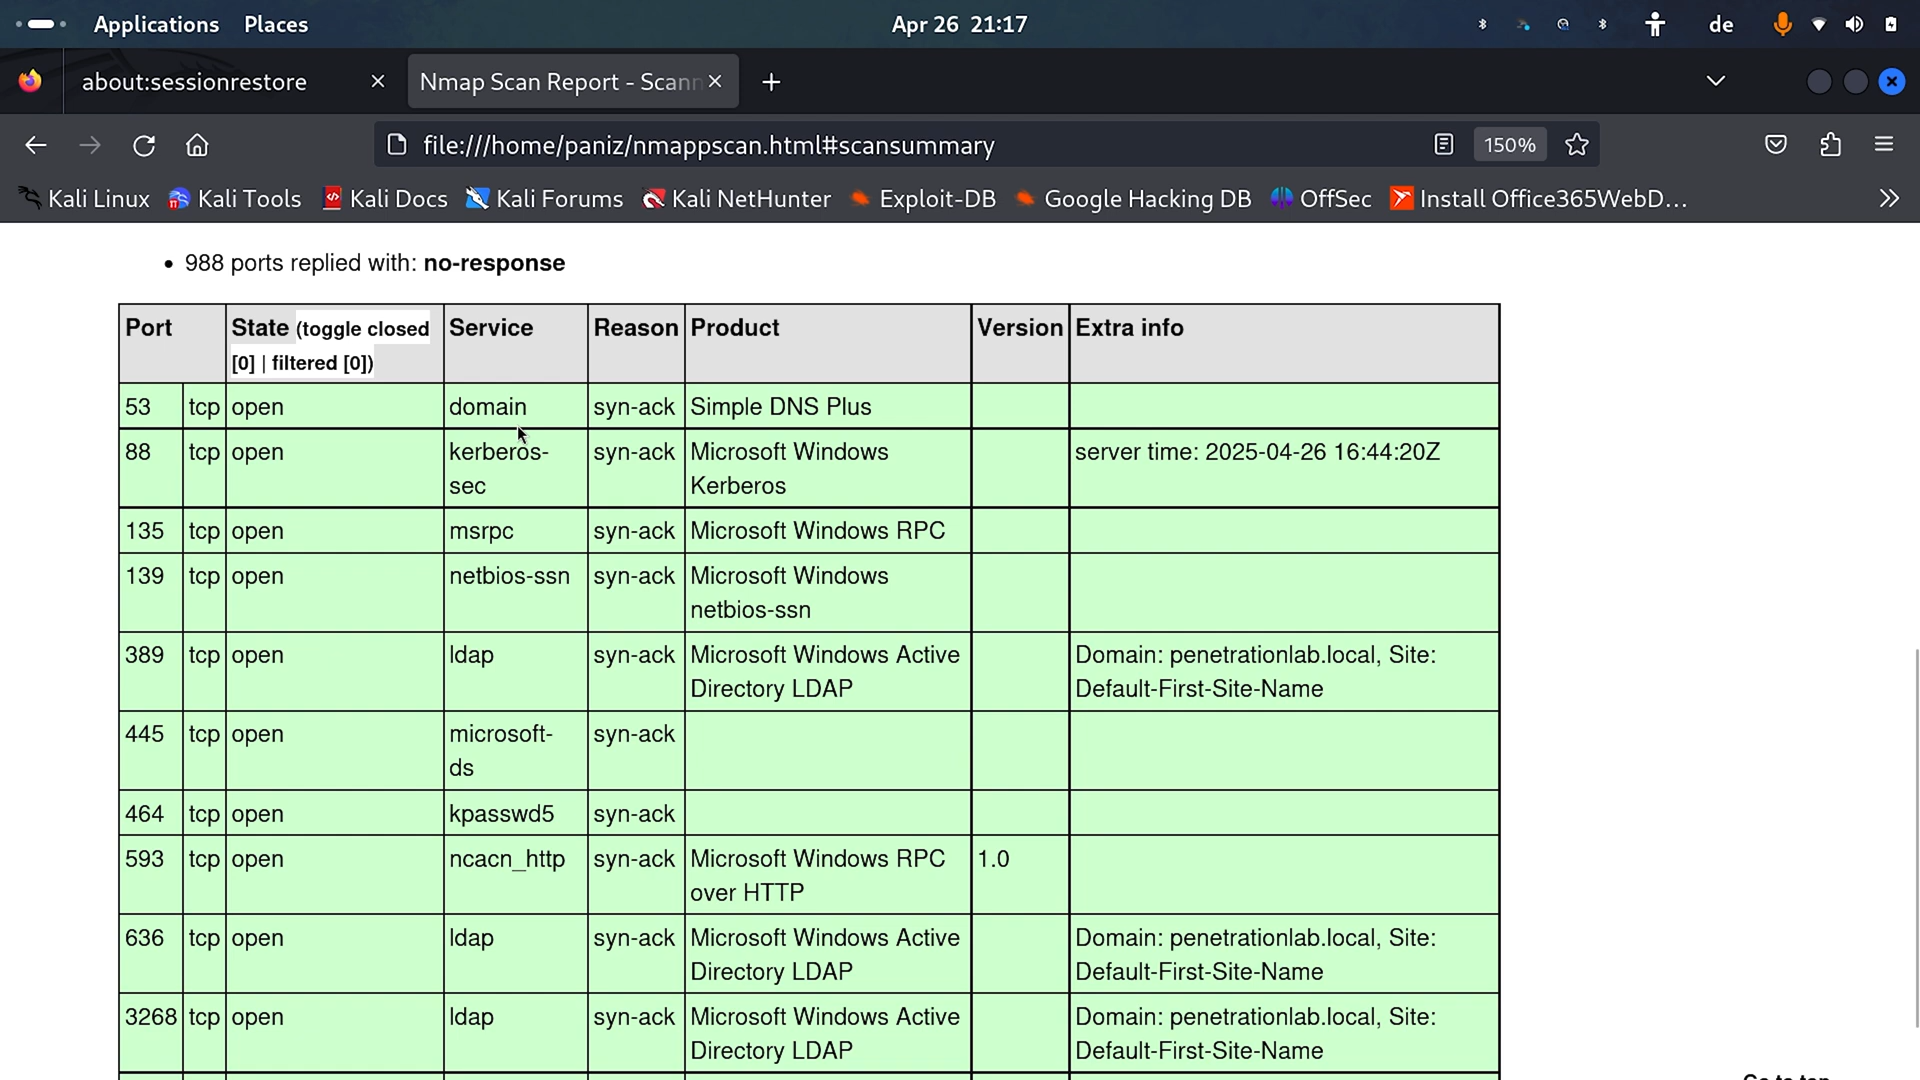 Applications Places Apr 26 21:17 de
about:sessionrestore Nmap Scan Report - Scann
file:///home/paniz/nmappscan.html#scansummary 150%
Kali Linux Kali Tools Kali Docs Kali Forums Kali NetHunter Exploit-DB Google Hacking DB OffSec Install Office365WebD…
• 988 ports replied with: no-response
Port State (toggle closed Service Reason Product Version Extra info
[0] | filtered [0])
53 tcp open domain syn-ack Simple DNS Plus
88 tcp open kerberos- syn-ack Microsoft Windows server time: 2025-04-26 16:44:20Z
sec Kerberos
135 tcp open msrpc syn-ack Microsoft Windows RPC
139 tcp open netbios-ssn syn-ack Microsoft Windows
netbios-ssn
389 tcp open ldap syn-ack Microsoft Windows Active Domain: penetrationlab.local, Site:
Directory LDAP Default-First-Site-Name
445 tcp open microsoft- syn-ack
ds
464 tcp open kpasswd5 syn-ack
593 tcp open ncacn_http syn-ack Microsoft Windows RPC 1.0
over HTTP
636 tcp open ldap syn-ack Microsoft Windows Active Domain: penetrationlab.local, Site:
Directory LDAP Default-First-Site-Name
3268 tcp open ldap syn-ack Microsoft Windows Active Domain: penetrationlab.local, Site:
Directory LDAP Default-First-Site-Name